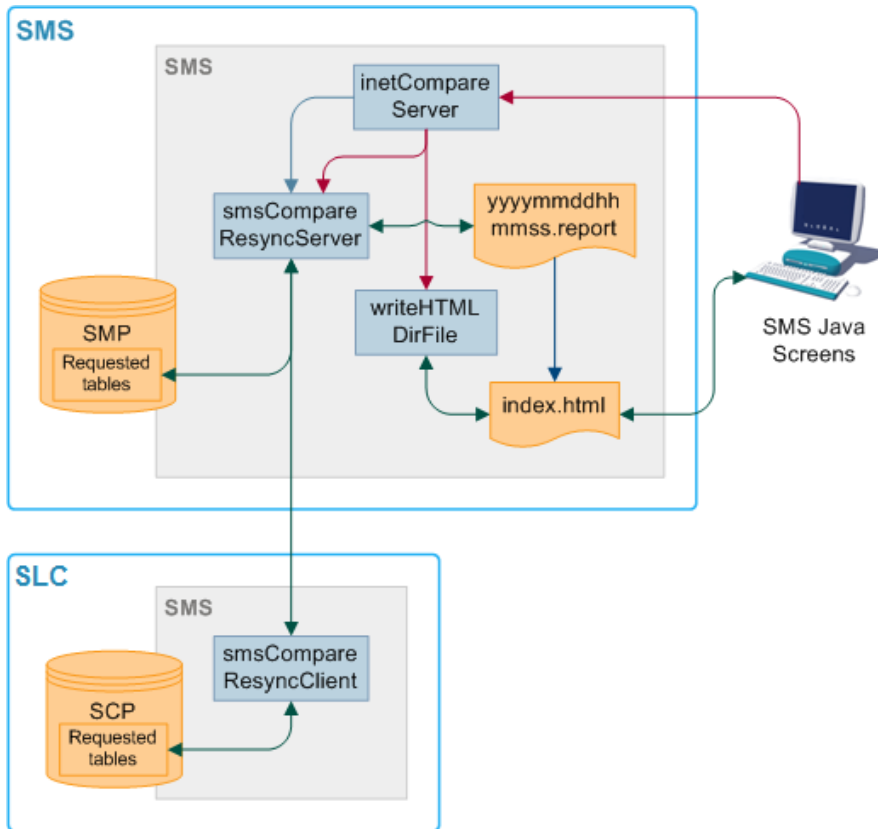 SMS
SMS
inetCompare
Server
smsCompare
ResyncServer
yyyymmddhh
mmss.report
SMP
Requested
tables
writeHTML
DirFile
index.html
GLOBAL
SMS Java
Screens
SLC
SMS
smsCompare
ResyncClient
SCP
Requested
tables